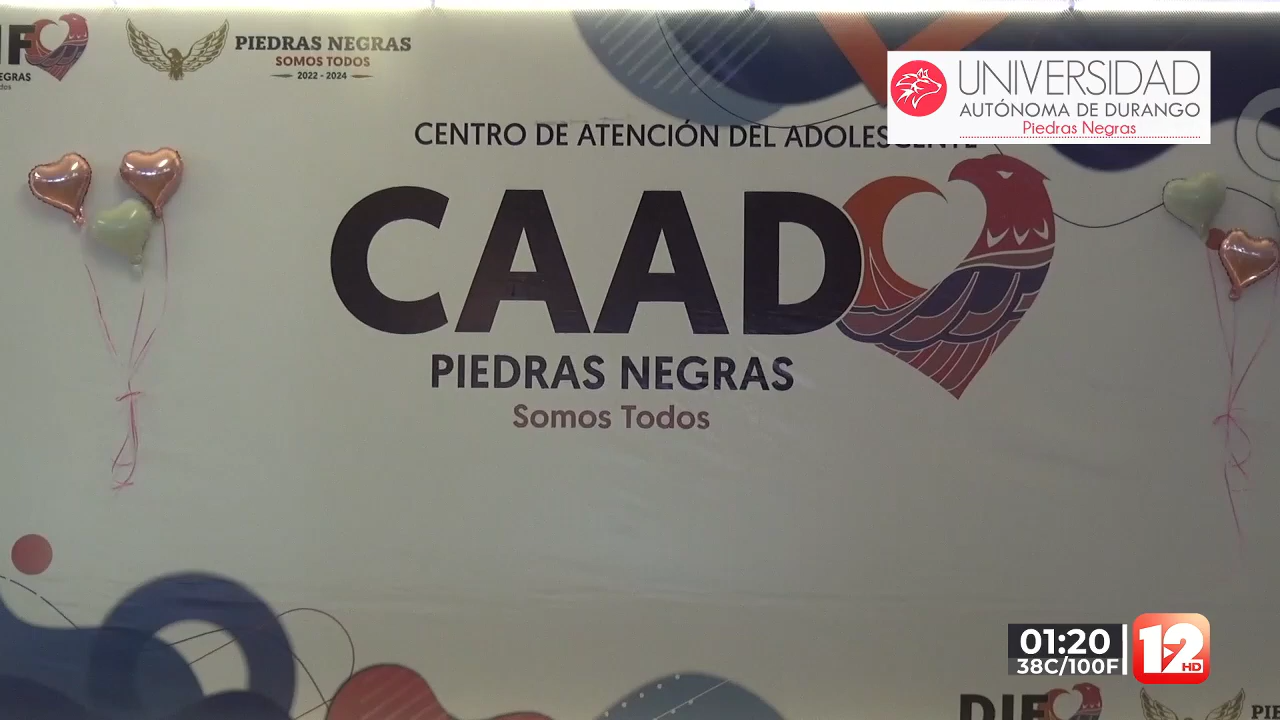 PIEDRAS NEGRAS
SOMOS TODOS
2022 - 2024
UNIVERSIDAD
AUTÓNOMA DE DURANGO
Piedras Negras
CENTRO DE ATENCIÓN DEL ADOLESCENTE
CAAD
PIEDRAS NEGRAS
Somos Todos
01:20
38C/100F
12
HD
DIF